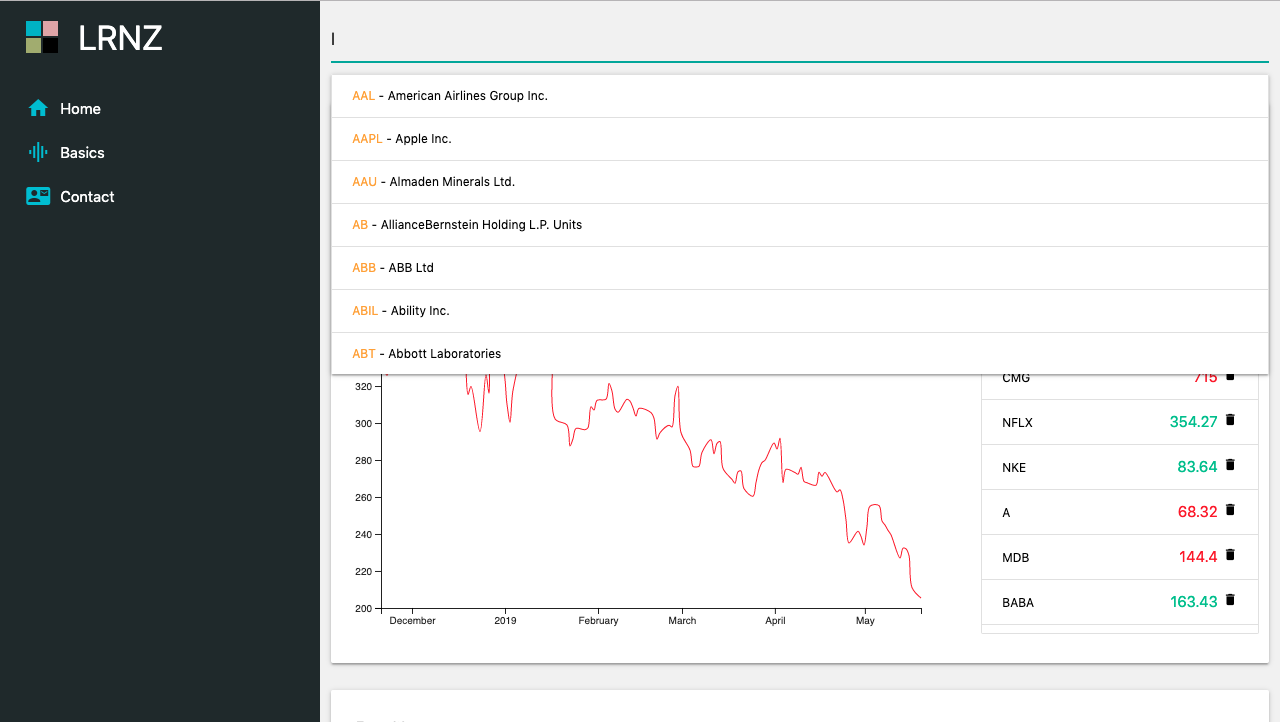 LRNZ
Home
Basics
Contact
AAL - American Airlines Group Inc.
AAPL - Apple Inc.
AAU - Almaden Minerals Ltd.
AB - AllianceBernstein Holding L.P. Units
ABB - ABB Ltd
ABIL - Ability Inc.
ABT - Abbott Laboratories
320
300
280
260
240
220
200
December 2019 February March April May
CMG 715
NFLX 354.27
NKE 83.64
A 68.32
MDB 144.4
BABA 163.43